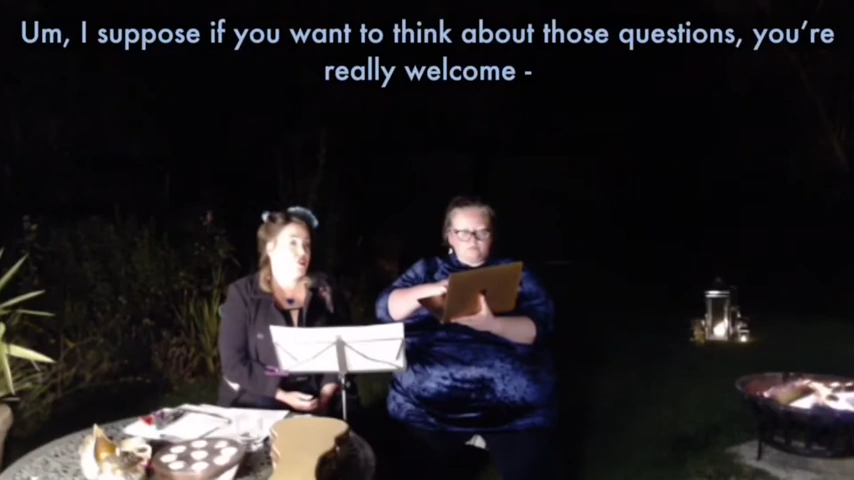 Um, I suppose if you want to think about those questions, you’re
really welcome -